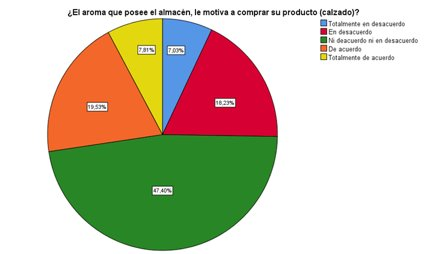 ¿El aroma que posee el almacén, le motiva a comprar su producto (calzado)?
Totalmente en desacuerdo
En desacuerdo
Ni deacuerdo ni en desacuerdo
De acuerdo
Totalmente de acuerdo
7,81%
7,03%
19,53%
18,23%
47,40%